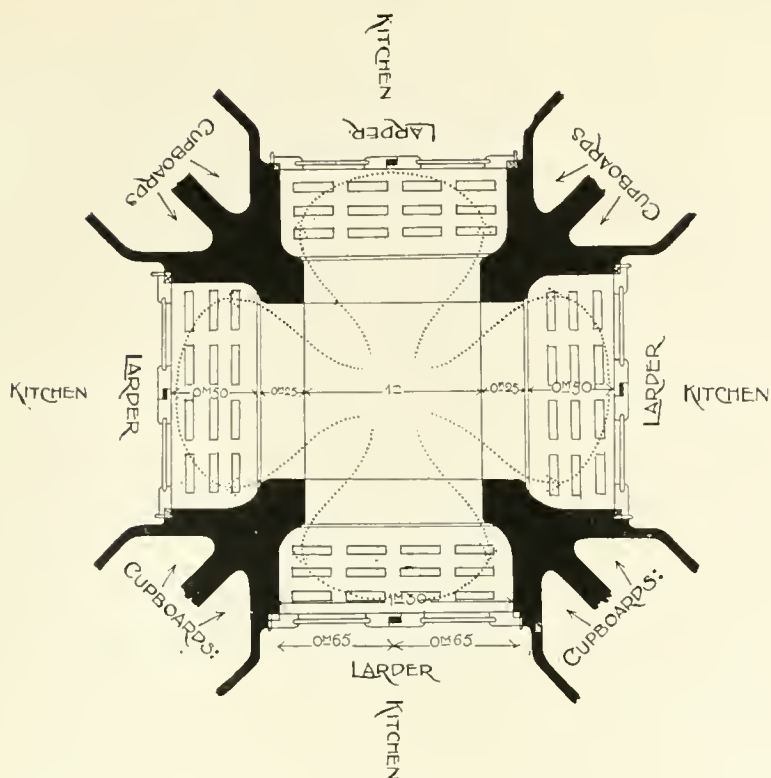 KITCHEN
LARDER
CUPBOARDS
CUPBOARDS
KITCHEN
LARDER
0M50
0M25
1M
0M25
0M50
LARDER
KITCHEN
1M30
0M65
0M65
CUPBOARDS:
CUPBOARDS:
LARDER
KITCHEN